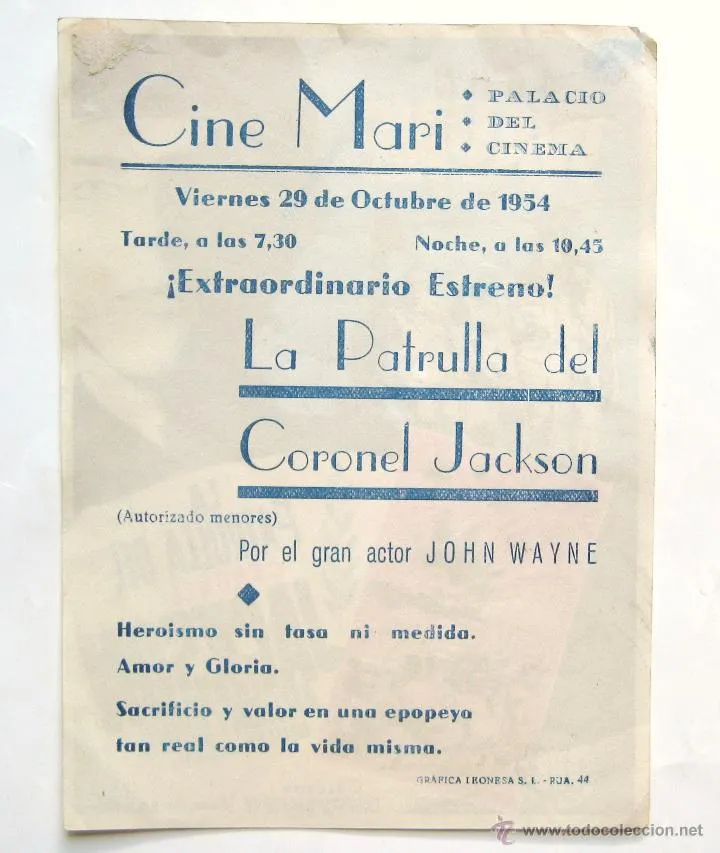 Cine Mari
PALACIO
DEL
CINEMA
Viernes 29 de Octubre de 1954
Tarde, a las 7,30
Noche, a las 10,45
¡Extraordinario Estreno!
La Patrulla del
Coronel Jackson
(Autorizado menores)
Por el gran actor JOHN WAYNE
Heroismo sin tasa ni medida.
Amor y Gloria.
Sacrificio y valor en una epopeya
tan real como la vida misma.
GRÁFICA LEONESA S. L. - RUA, 44
www.todocoleccion.net